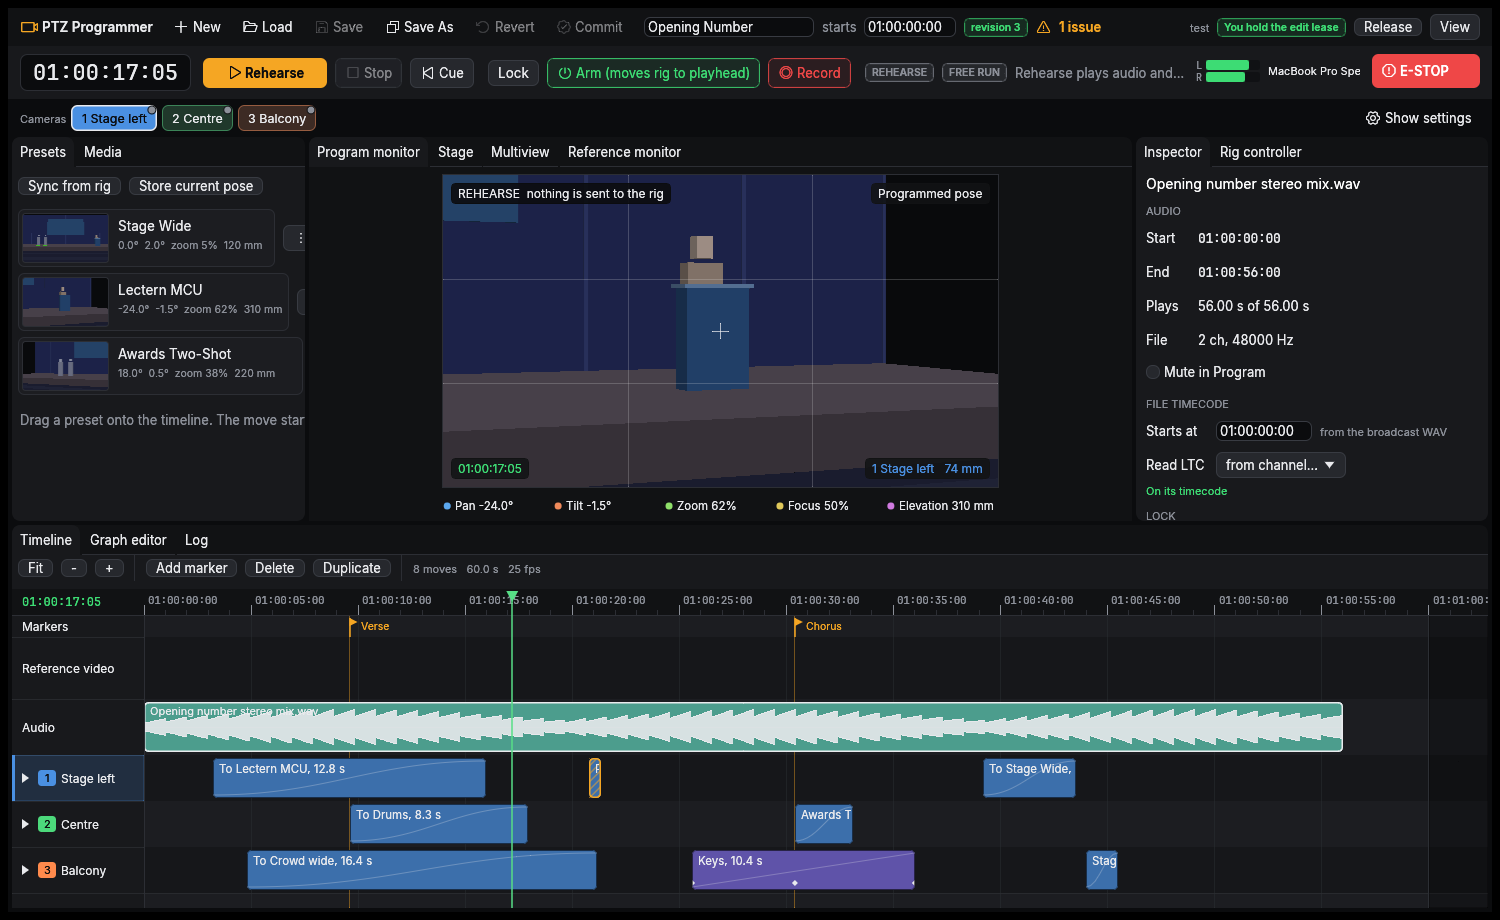 PTZ Programmer New Load Save Save As Revert Commit Opening Number starts 01:00:00:00 revision 3 1 issue test You hold the edit lease Release View
01:00:17:05 Rehearse Stop Cue Lock Arm (moves rig to playhead) Record REHEARSE FREE RUN Rehearse plays audio and... L R MacBook Pro Spe E-STOP
Cameras 1 Stage left 2 Centre 3 Balcony Show settings
Presets Media
Sync from rig Store current pose
Stage Wide
0.0° 2.0° zoom 5% 120 mm
Lectern MCU
-24.0° -1.5° zoom 62% 310 mm
Awards Two-Shot
18.0° 0.5° zoom 38% 220 mm
Drag a preset onto the timeline. The move star
Program monitor Stage Multiview Reference monitor
REHEARSE nothing is sent to the rig Programmed pose
01:00:17:05 1 Stage left 74 mm
Pan -24.0° Tilt -1.5° Zoom 62% Focus 50% Elevation 310 mm
Inspector Rig controller
Opening number stereo mix.wav
AUDIO
Start 01:00:00:00
End 01:00:56:00
Plays 56.00 s of 56.00 s
File 2 ch, 48000 Hz
Mute in Program
FILE TIMECODE
Starts at 01:00:00:00 from the broadcast WAV
Read LTC from channel...
On its timecode
LOCK
Timeline Graph editor Log
Fit - + Add marker Delete Duplicate 8 moves 60.0 s 25 fps
01:00:17:05 01:00:00:00 01:00:05:00 01:00:10:00 01:00:15:00 01:00:20:00 01:00:25:00 01:00:30:00 01:00:35:00 01:00:40:00 01:00:45:00 01:00:50:00 01:00:55:00 01:01:00:
Markers Verse Chorus
Reference video
Audio Opening number stereo mix.wav
1 Stage left To Lectern MCU, 12.8 s To Stage Wide,
2 Centre To Drums, 8.3 s Awards T
3 Balcony To Crowd wide, 16.4 s Keys, 10.4 s Stag